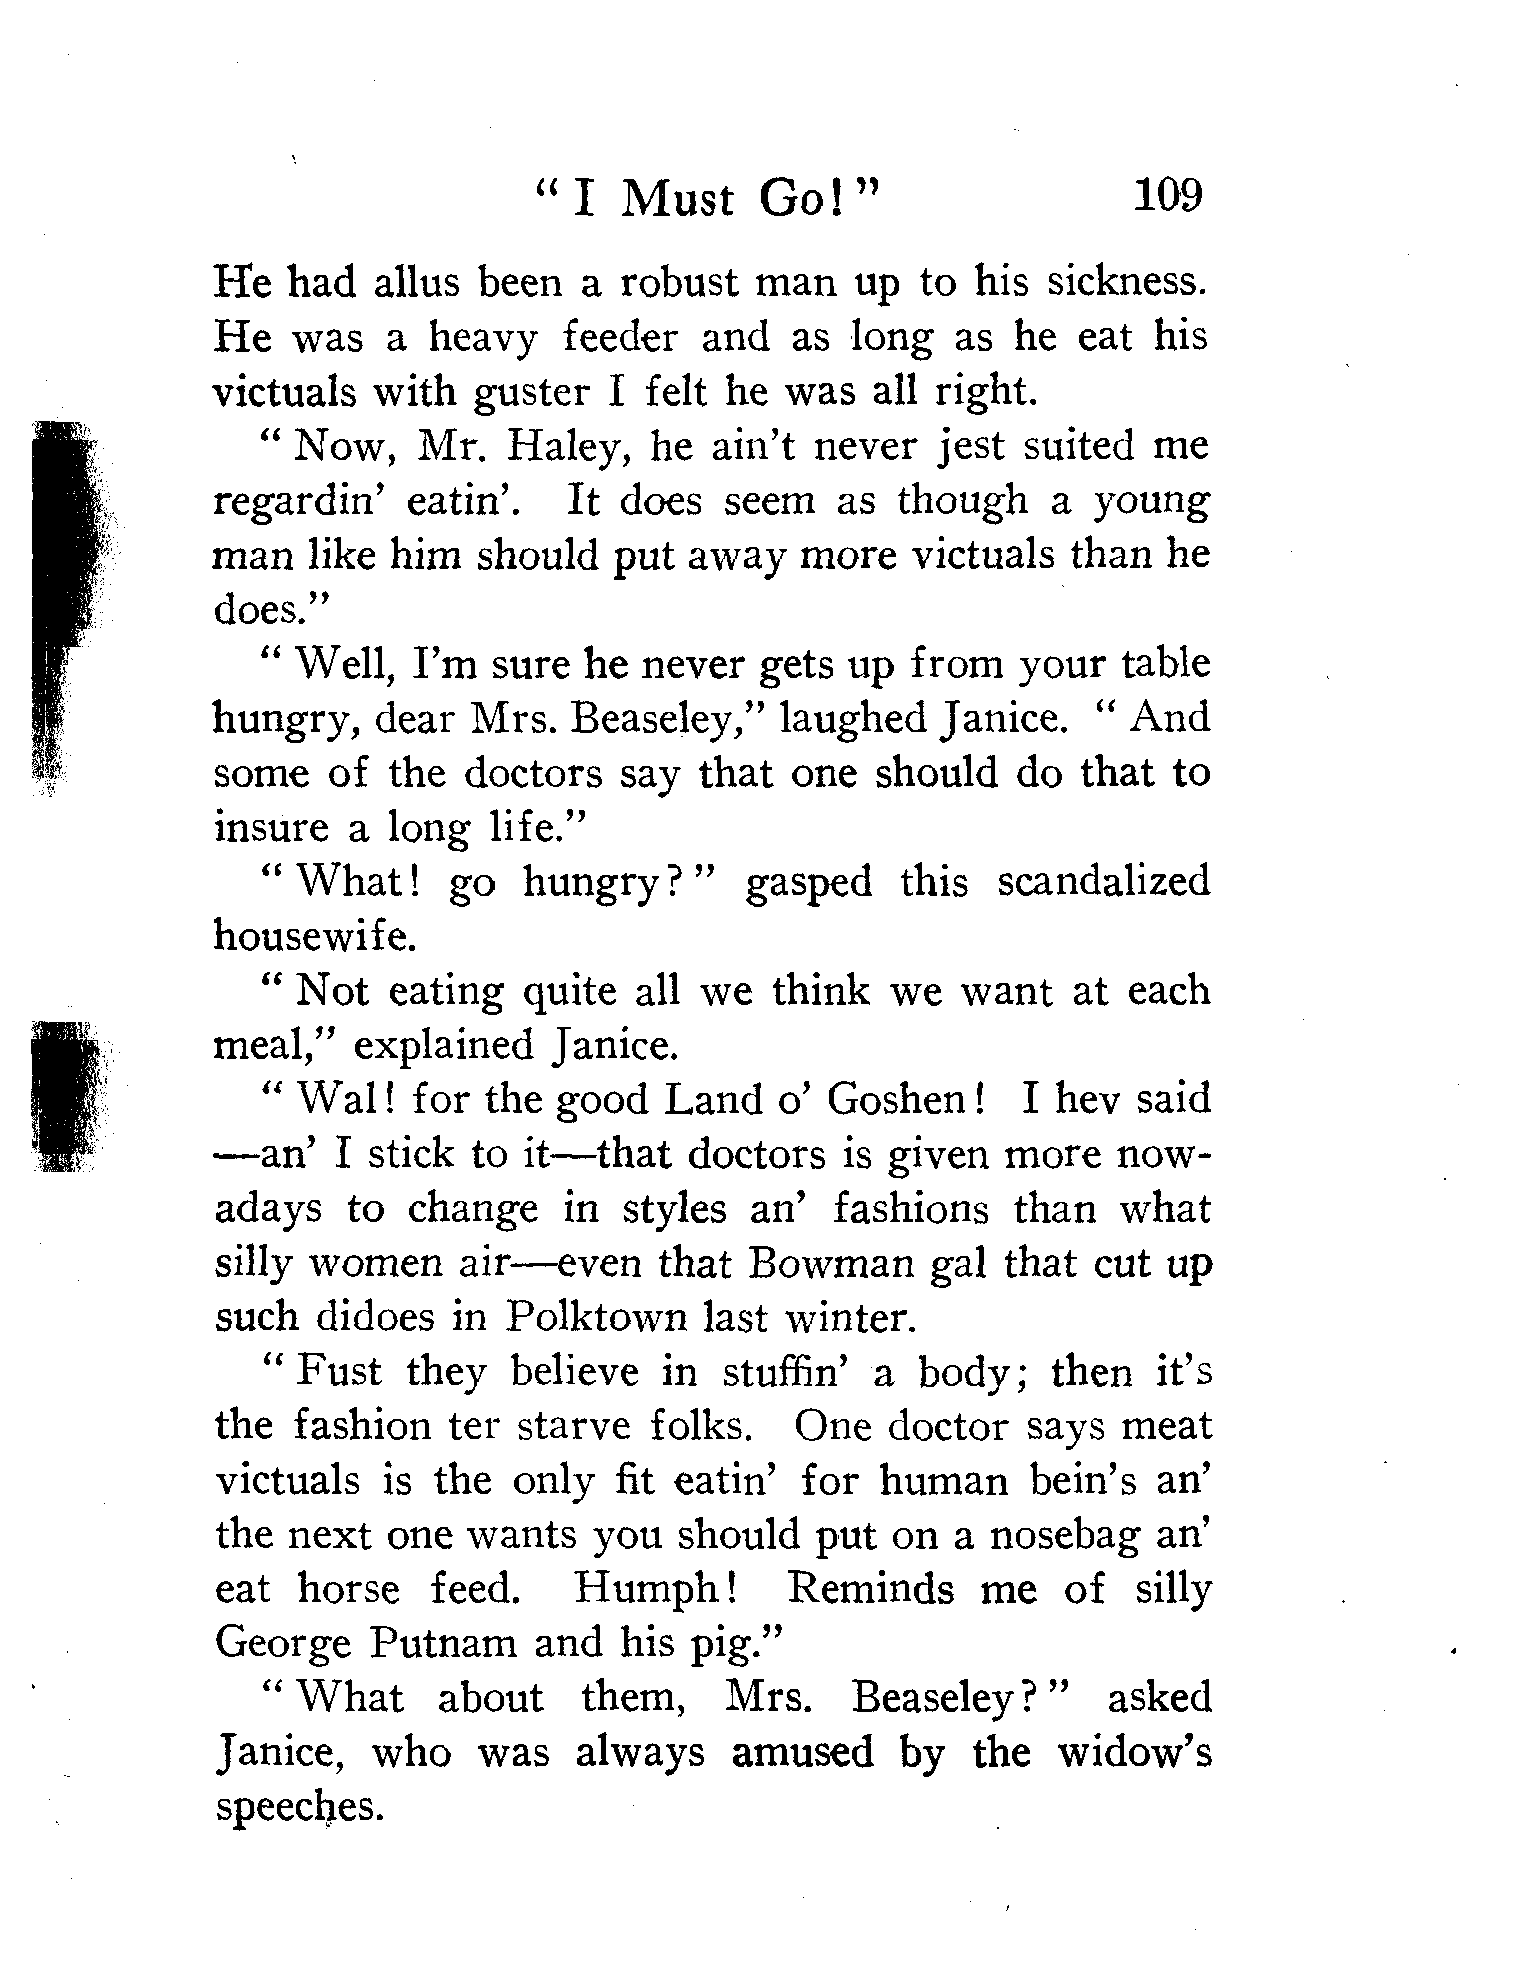 “ I Must Go! ” 109
He had allus been a robust man up to his sickness.
He was a heavy feeder and as long as he eat his
victuals with guster I felt he was all right.
“ Now, Mr. Haley, he ain’t never jest suited me
regardin’ eatin’. It does seem as though a young
man like him should put away more victuals than he
does.”
“ Well, I’m sure he never gets up from your table
hungry, dear Mrs. Beaseley,” laughed Janice. “ And
some of the doctors say that one should do that to
insure a long life.”
“ What! go hungry? ” gasped this scandalized
housewife.
“ Not eating quite all we think we want at each
meal,” explained Janice.
“ Wal! for the good Land o’ Goshen! I hev said
—an’ I stick to it—that doctors is given more now-
adays to change in styles an’ fashions than what
silly women air—even that Bowman gal that cut up
such didoes in Polktown last winter.
“ Fust they believe in stuffin’ a body; then it’s
the fashion ter starve folks. One doctor says meat
victuals is the only fit eatin’ for human bein’s an’
the next one wants you should put on a nosebag an’
eat horse feed. Humph! Reminds me of silly
George Putnam and his pig.”
“ What about them, Mrs. Beaseley? ” asked
Janice, who was always amused by the widow’s
speeches.